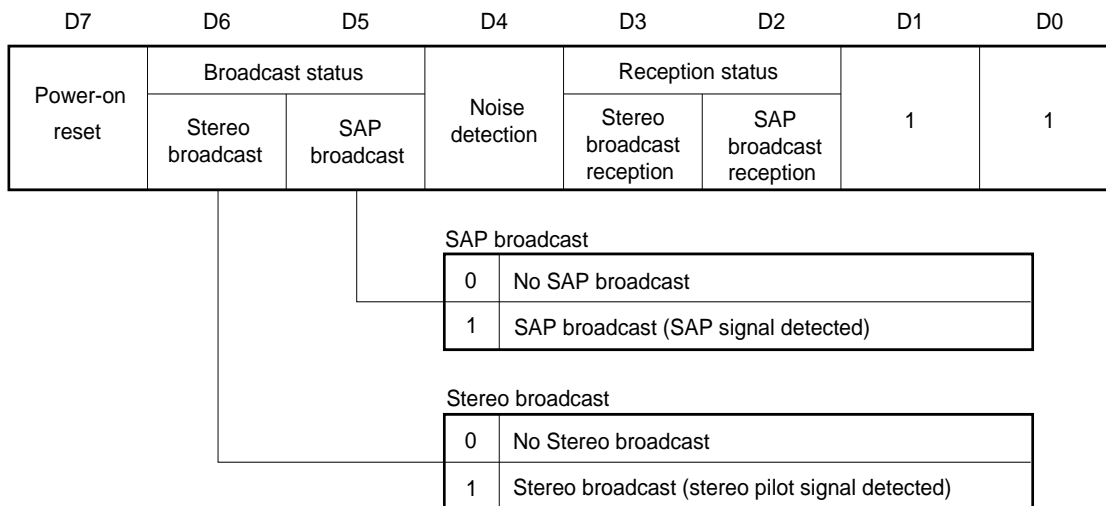 D7 D6 D5 D4 D3 D2 D1 D0
Power-on
reset
Broadcast status
Stereo
broadcast
SAP
broadcast
Noise
detection
Reception status
Stereo
broadcast
reception
SAP
broadcast
reception
1
1
SAP broadcast
0 No SAP broadcast
1 SAP broadcast (SAP signal detected)
Stereo broadcast
0 No Stereo broadcast
1 Stereo broadcast (stereo pilot signal detected)